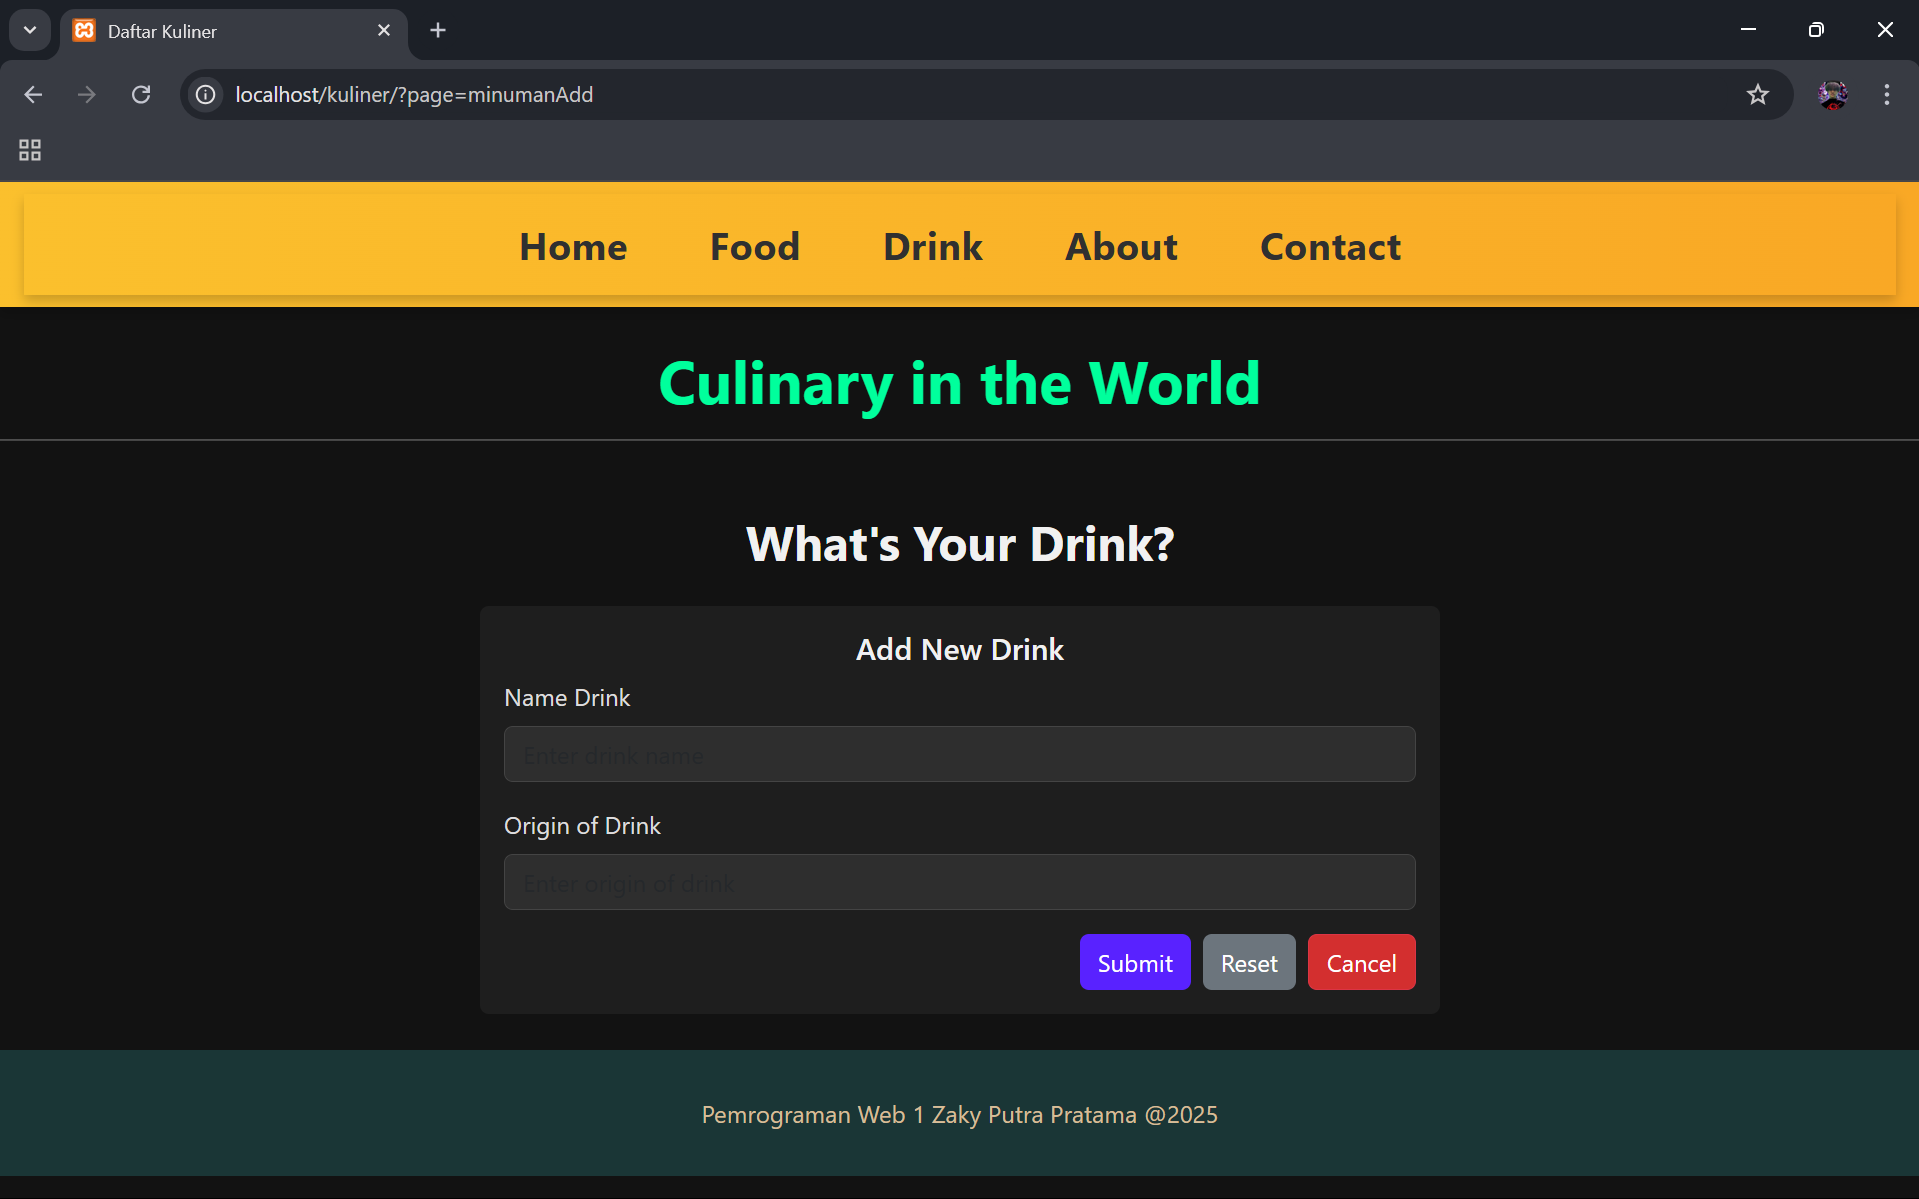 Daftar Kuliner
localhost/kuliner/?page=minumanAdd
Home Food Drink About Contact
Culinary in the World
What's Your Drink?
Add New Drink
Name Drink
Enter drink name
Origin of Drink
Enter origin of drink
Submit Reset Cancel
Pemrograman Web 1 Zaky Putra Pratama @2025